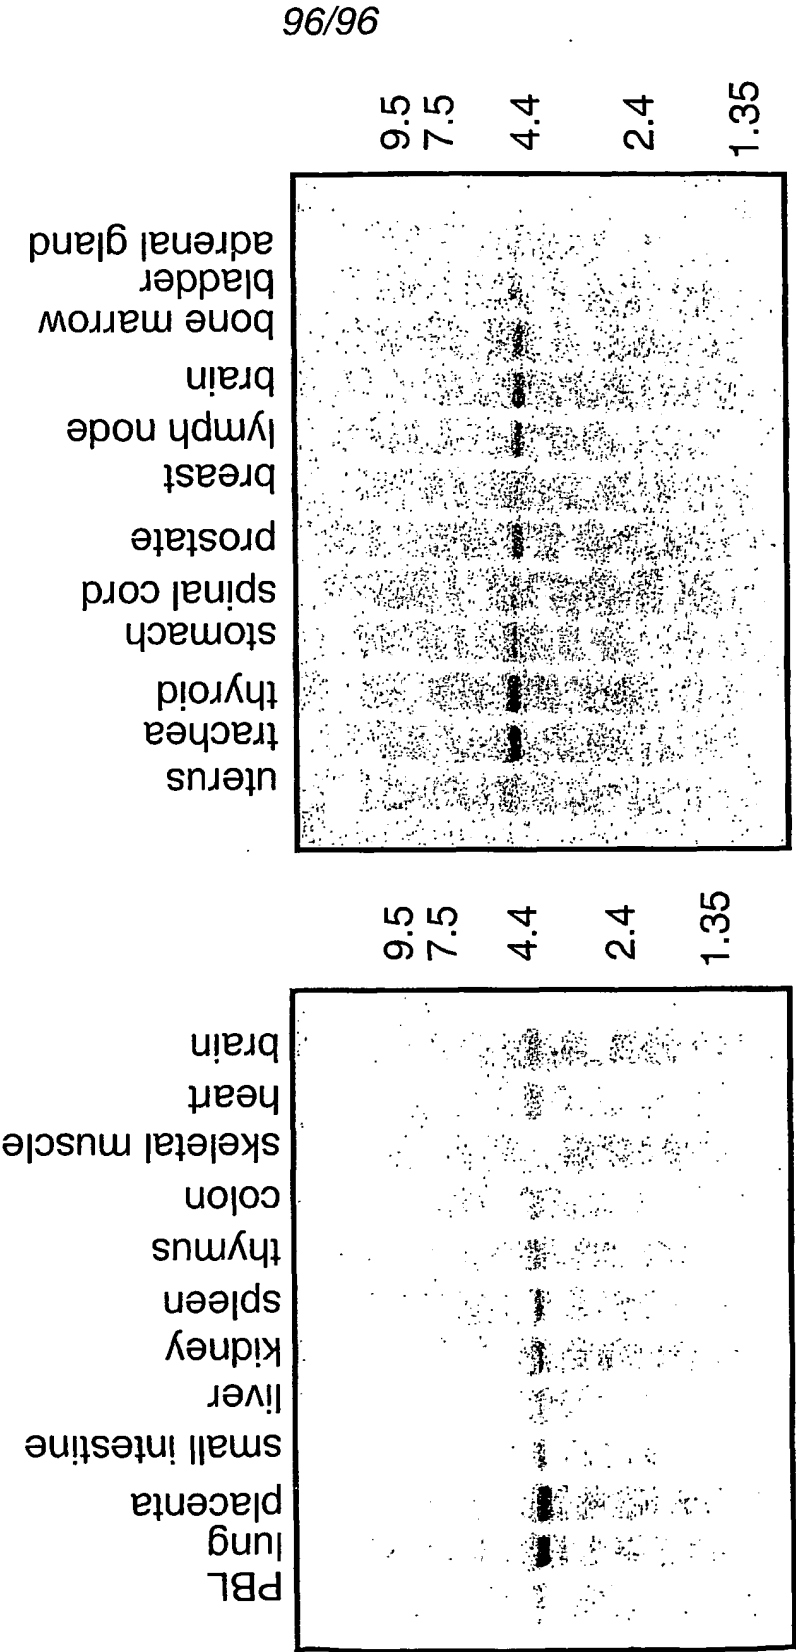 96/96
9.5
7.5
4.4
2.4
1.35
adrenal gland
bladder
bone marrow
brain
lymph node
breast
prostate
spinal cord
stomach
thyroid
trachea
uterus
9.5
7.5
4.4
2.4
1.35
brain
heart
skeletal muscle
colon
thymus
spleen
kidney
liver
small intestine
placenta
lung
PBL